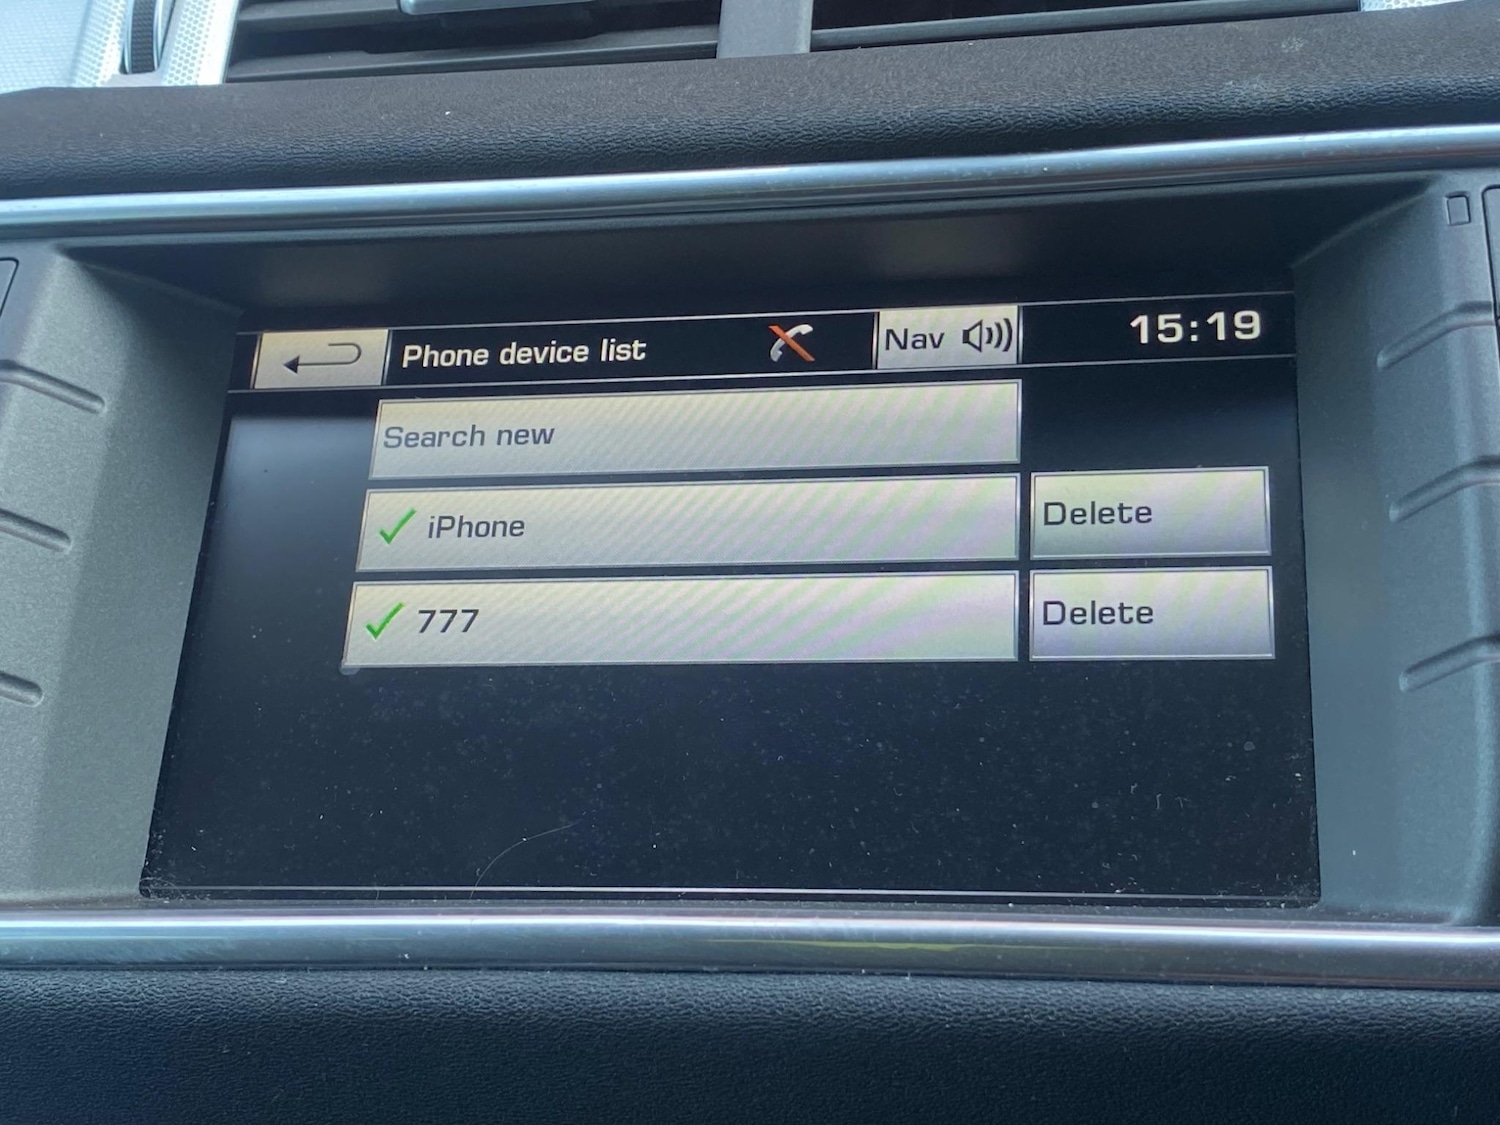 Phone device list
Nav
15:19
Search new
iPhone
Delete
777
Delete